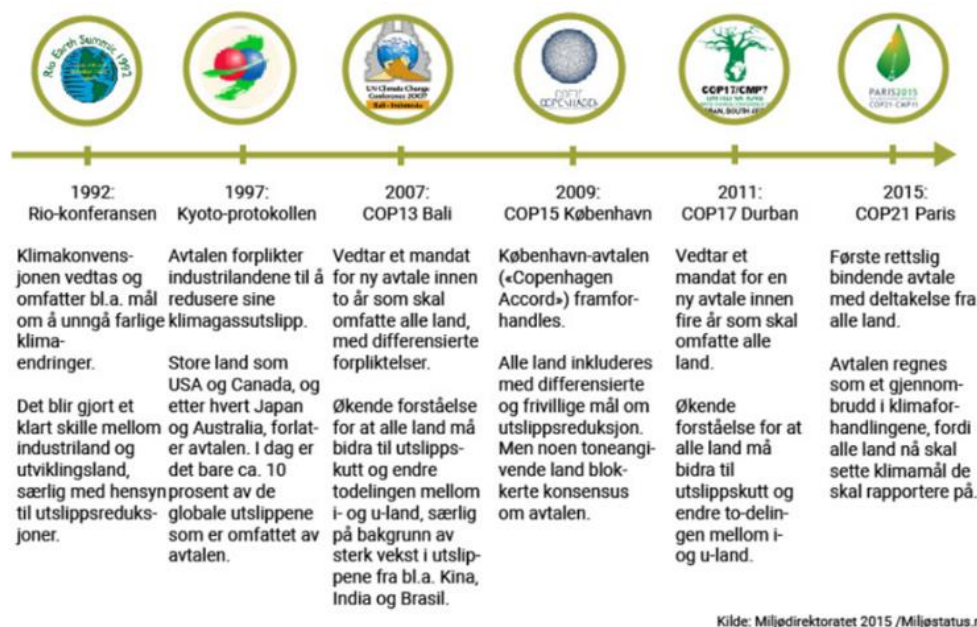 Rio Earth Summit 1992
UN Climate Change
Conference 2007
Bali - Indonesia
COPENHAGEN
COP17/CMP7
PARIS2015
COP21·CMP11
1992:
Rio-konferansen
Klimakonvens-
jonen vedtas og
omfatter bl.a. mål
om å unngå farlige
klima-
endringer.
Det blir gjort et
klart skille mellom
industriland og
utviklingsland,
særlig med hensyn
til utslippsreduks-
joner.
1997:
Kyoto-protokollen
Avtalen forplikter
industrilandene til å
redusere sine
klimagassutslipp.
Store land som
USA og Canada, og
etter hvert Japan
og Australia, forlat-
er avtalen. I dag er
det bare ca. 10
prosent av de
globale utslippene
som er omfattet av
avtalen.
2007:
COP13 Bali
Vedtar et mandat
for ny avtale innen
to år som skal
omfatte alle land,
med differensierte
forpliktelser.
Økende forståelse
for at alle land må
bidra til utslipps-
kutt og endre
todelingen mellom
i- og u-land, særlig
på bakgrunn av
sterk vekst i utslip-
pene fra bl.a. Kina,
India og Brasil.
2009:
COP15 København
København-avtalen
(«Copenhagen
Accord») framfor-
handles.
Alle land inkluderes
med differensierte
og frivillige mål om
utslippsreduksjon.
Men noen toneangi-
vende land blok-
kerte konsensus
om avtalen.
2011:
COP17 Durban
Vedtar et
mandat for en
ny avtale innen
fire år som skal
omfatte alle
land.
Økende
forståelse for at
alle land må
bidra til
utslippskutt og
endre to-delin-
gen mellom i-
og u-land.
2015:
COP21 Paris
Første rettslig
bindende avtale
med deltakelse fra
alle land.
Avtalen regnes
som et gjennom-
brudd i klimafor-
handlingene, fordi
alle land nå skal
sette klimamål de
skal rapportere på.
Kilde: Miljødirektoratet 2015 /Miljøstatus.